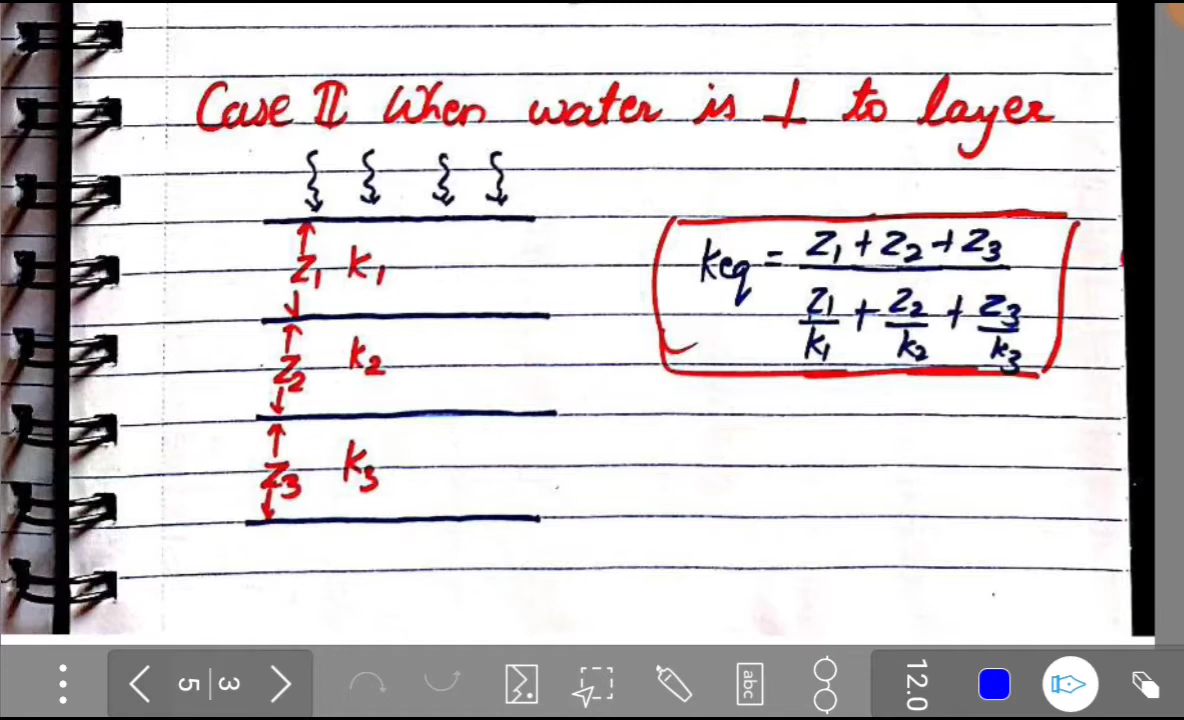 Case II When water is ⊥ to layer
Z1 K1
Keq = Z1 + Z2 + Z3
Z1/K1 + Z2/K2 + Z3/K3
Z2 K2
Z3 K3
5|3
abc
12.0